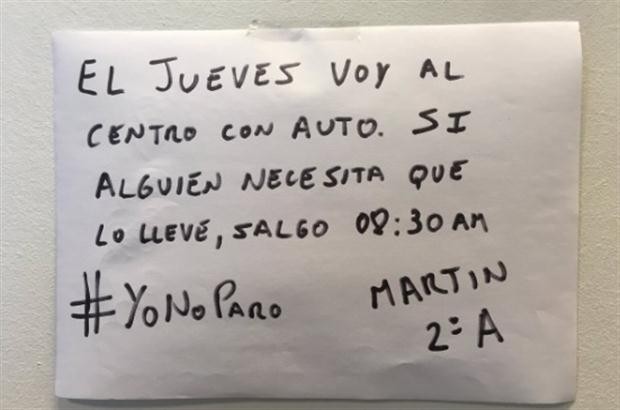 EL JUEVES VOY AL
CENTRO CON AUTO. SI
ALGUIEN NECESITA QUE
LO LLEVE, SALGO 08:30 AM
#YoNoPARO
MARTIN
2º A